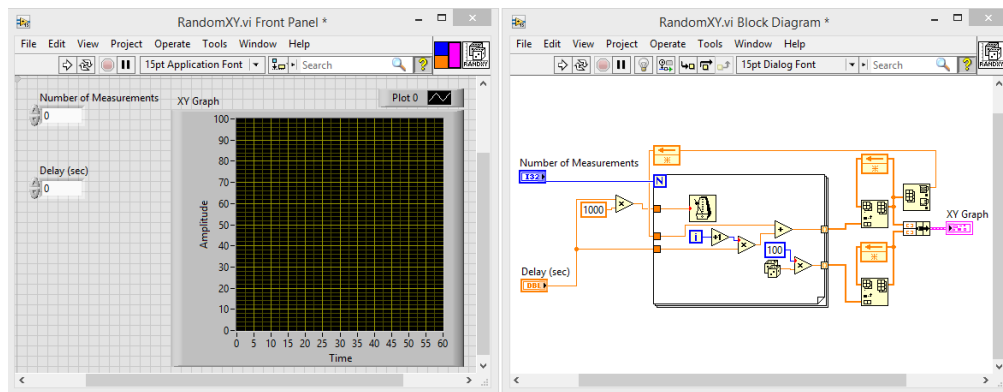 RandomXY.vi Front Panel *
File Edit View Project Operate Tools Window Help
15pt Application Font
Search
RANDXY
Number of Measurements
0
Delay (sec)
0
XY Graph
Plot 0
Amplitude
100
90
80
70
60
50
40
30
20
10
0
0 5 10 15 20 25 30 35 40 45 50 55 60
Time
RandomXY.vi Block Diagram *
File Edit View Project Operate Tools Window Help
15pt Dialog Font
Search
RANDXY
Number of Measurements
I32
N
1000
i
+1
100
Delay (sec)
DBL
XY Graph